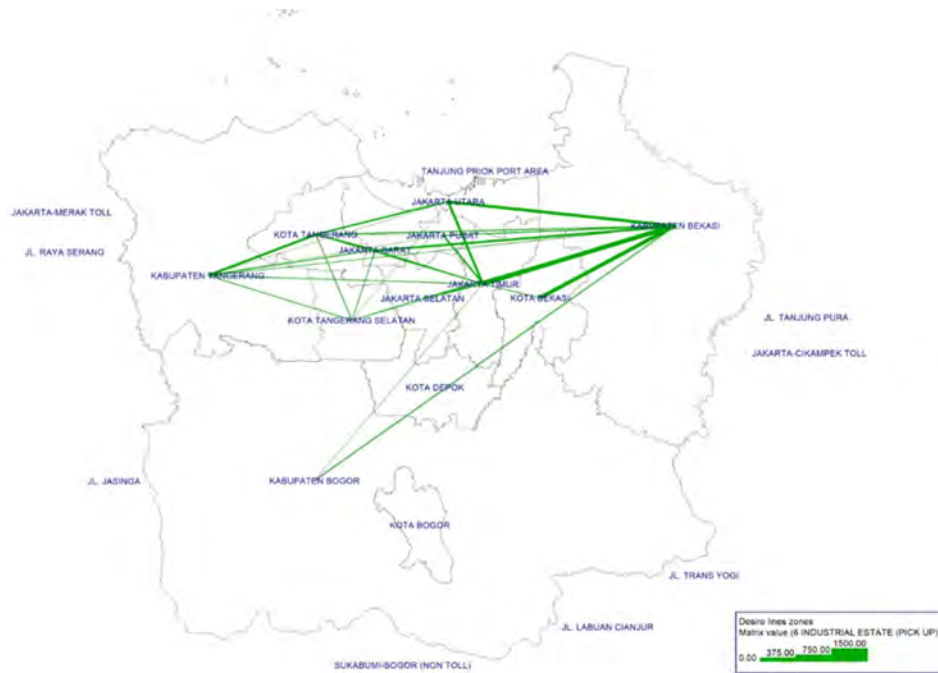 TANJUNG PRIOK PORT AREA
JAKARTA UTARA
JAKARTA-MERAK TOLL
KABUPATEN BEKASI
KOTA TANGERANG
JAKARTA PUSAT
JL. RAYA SERANG
JAKARTA BARAT
KABUPATEN TANGERANG
JAKARTA TIMUR
JAKARTA SELATAN
KOTA BEKASI
KOTA TANGERANG SELATAN
JL. TANJUNG PURA
JAKARTA-CIKAMPEK TOLL
KOTA DEPOK
JL. JASINGA
KABUPATEN BOGOR
KOTA BOGOR
JL. TRANS YOGI
JL. LABUAN CIANJUR
SUKABUMI-BOGOR (NON TOLL)
Desire lines zones
Matrix value (6 INDUSTRIAL ESTATE (PICK UP)
0.00 375.00 750.00 1500.00